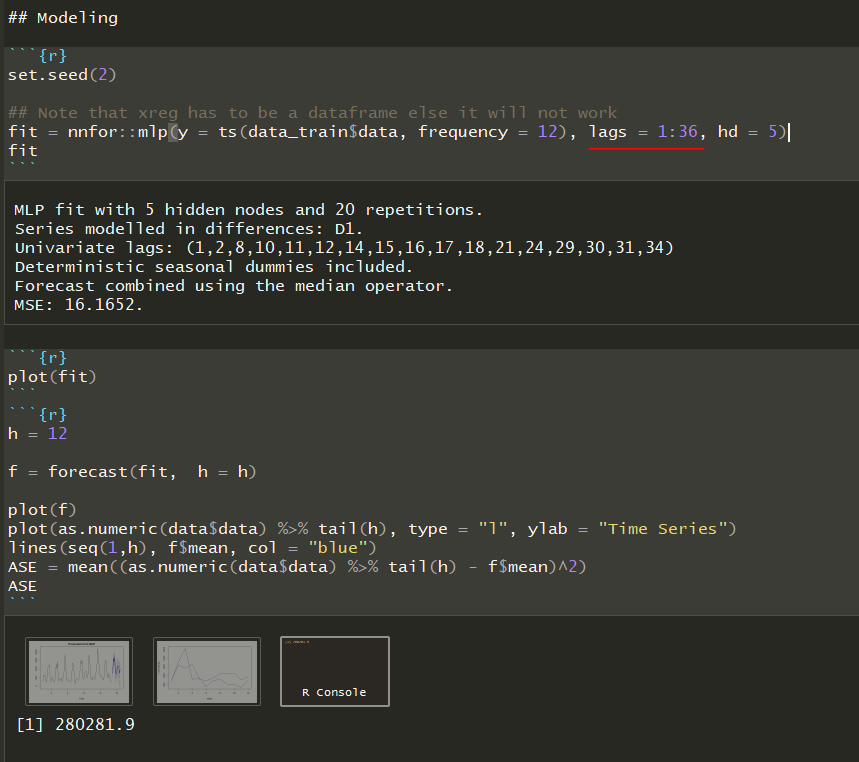 ## Modeling
```{r}
set.seed(2)
## Note that xreg has to be a dataframe else it will not work
fit = nnfor::mlp(y = ts(data_train$data, frequency = 12), lags = 1:36, hd = 5)
fit
```
MLP fit with 5 hidden nodes and 20 repetitions.
Series modelled in differences: D1.
Univariate lags: (1,2,8,10,11,12,14,15,16,17,18,21,24,29,30,31,34)
Deterministic seasonal dummies included.
Forecast combined using the median operator.
MSE: 16.1652.
```{r}
plot(fit)
```
```{r}
h = 12
f = forecast(fit,  h = h)
plot(f)
plot(as.numeric(data$data) %>% tail(h), type = "l", ylab = "Time Series")
lines(seq(1,h), f$mean, col = "blue")
ASE = mean((as.numeric(data$data) %>% tail(h) - f$mean)^2)
ASE
```
R Console
[1] 280281.9